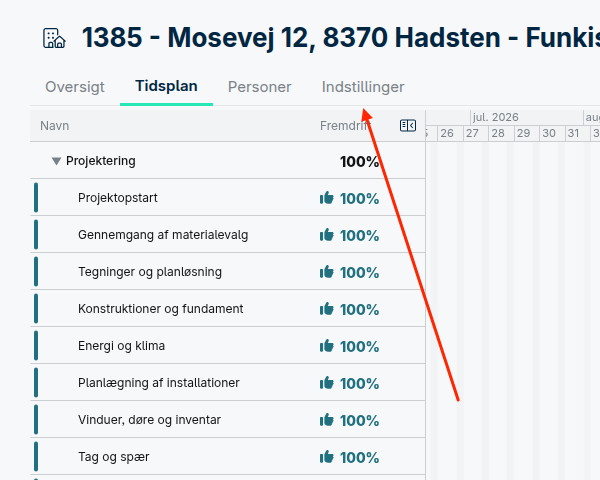 1385 - Mosevej 12, 8370 Hadsten - Funkis
Oversigt Tidsplan Personer Indstillinger
Navn Fremdrift
jul. 2026 aug
26 27 28 29 30 31
Projektering 100%
Projektopstart 100%
Gennemgang af materialevalg 100%
Tegninger og planløsning 100%
Konstruktioner og fundament 100%
Energi og klima 100%
Planlægning af installationer 100%
Vinduer, døre og inventar 100%
Tag og spær 100%